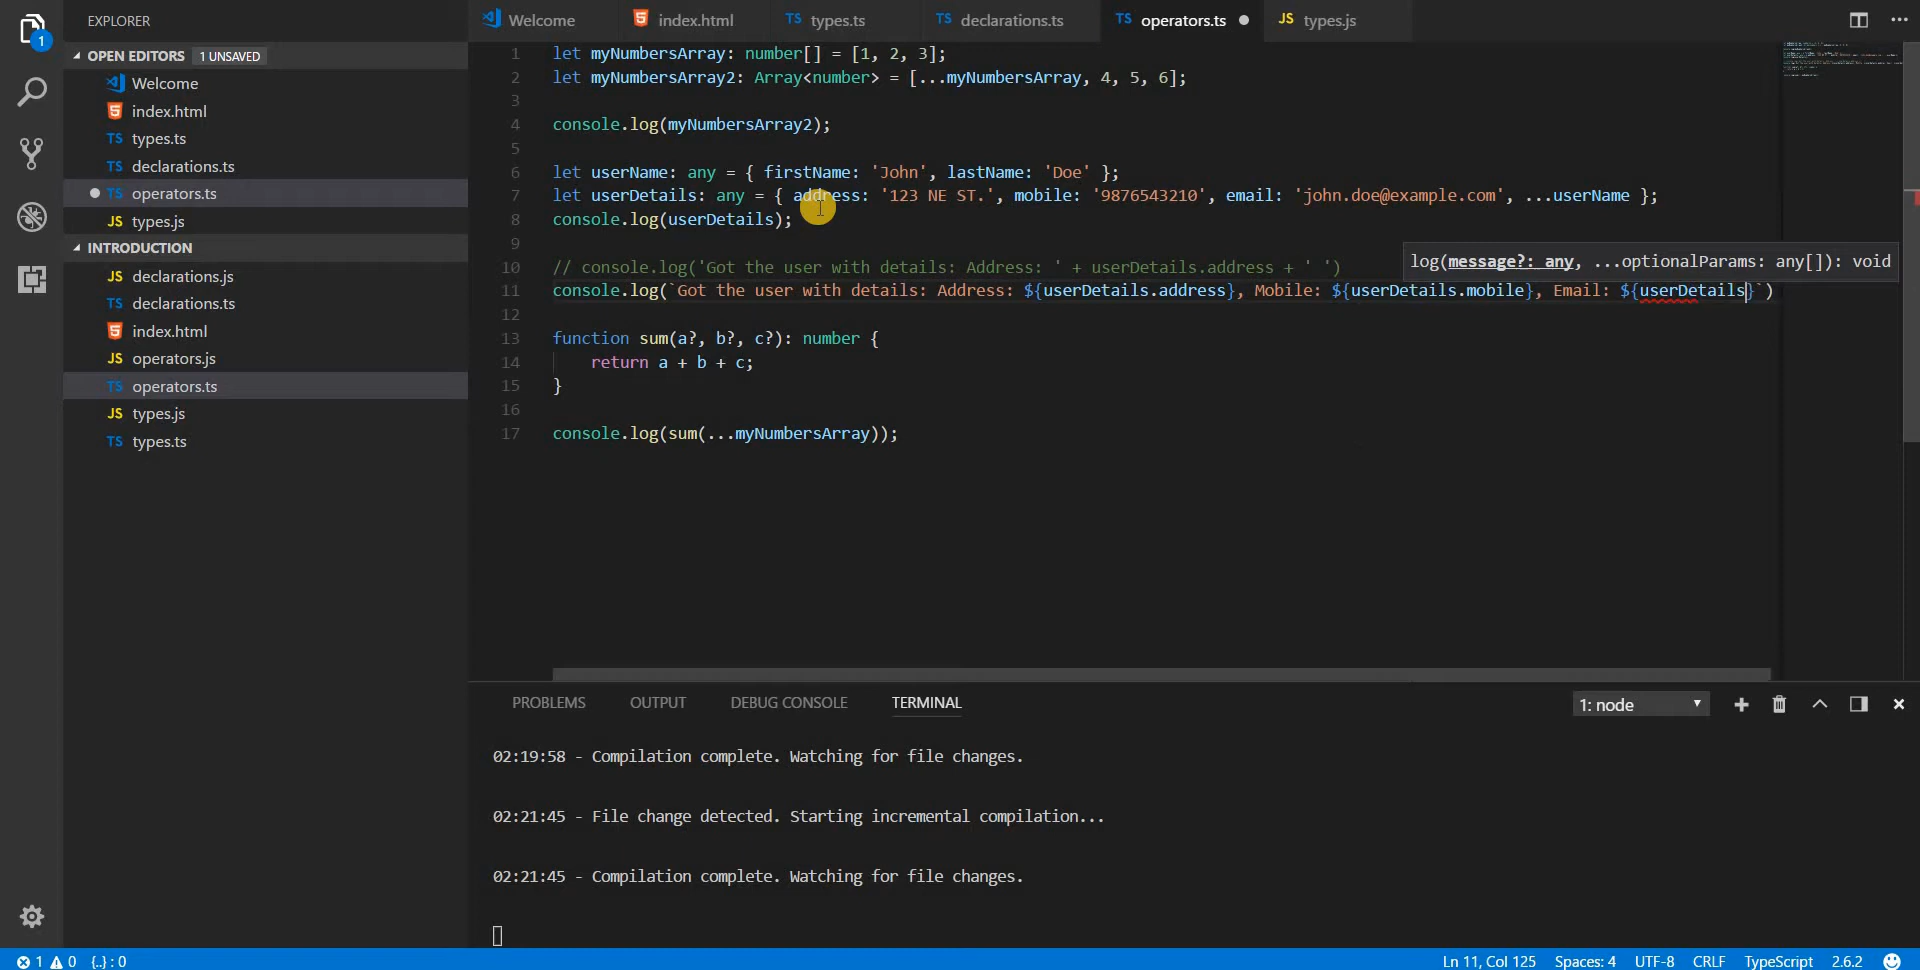 EXPLORER
Welcome index.html types.ts declarations.ts operators.ts types.js
1
OPEN EDITORS 1 UNSAVED
Welcome
index.html
types.ts
declarations.ts
operators.ts
types.js
INTRODUCTION
declarations.js
declarations.ts
index.html
operators.js
operators.ts
types.js
types.ts
1 let myNumbersArray: number[] = [1, 2, 3];
2 let myNumbersArray2: Array<number> = [...myNumbersArray, 4, 5, 6];
3
4 console.log(myNumbersArray2);
5
6 let userName: any = { firstName: 'John', lastName: 'Doe' };
7 let userDetails: any = { address: '123 NE ST.', mobile: '9876543210', email: 'john.doe@example.com', ...userName };
8 console.log(userDetails);
9
log(message?: any, ...optionalParams: any[]): void
10 // console.log('Got the user with details: Address: ' + userDetails.address + ' ')
11 console.log(`Got the user with details: Address: ${userDetails.address}, Mobile: ${userDetails.mobile}, Email: ${userDetails}`)
12
13 function sum(a?, b?, c?): number {
14 return a + b + c;
15 }
16
17 console.log(sum(...myNumbersArray));
PROBLEMS OUTPUT DEBUG CONSOLE TERMINAL 1: node
02:19:58 - Compilation complete. Watching for file changes.
02:21:45 - File change detected. Starting incremental compilation...
02:21:45 - Compilation complete. Watching for file changes.
1 0 {..} : 0 Ln 11, Col 125 Spaces: 4 UTF-8 CRLF TypeScript 2.6.2